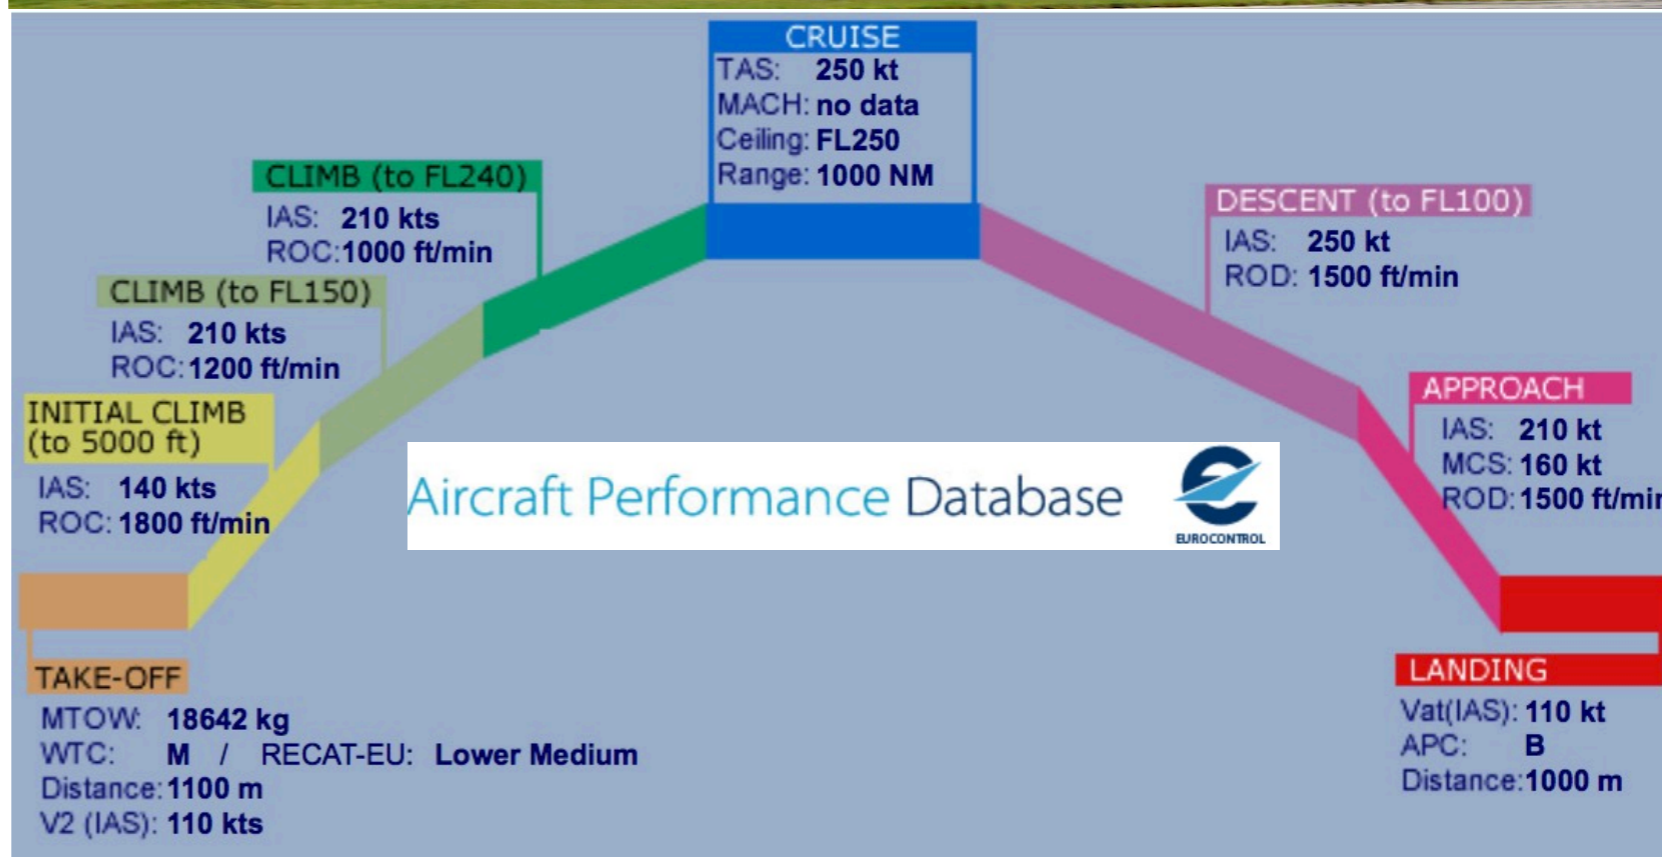 CRUISE
TAS: 250 kt
MACH: no data
Ceiling: FL250
Range: 1000 NM
CLIMB (to FL240)
IAS: 210 kts
ROC: 1000 ft/min
CLIMB (to FL150)
IAS: 210 kts
ROC: 1200 ft/min
INITIAL CLIMB
(to 5000 ft)
IAS: 140 kts
ROC: 1800 ft/min
DESCENT (to FL100)
IAS: 250 kt
ROD: 1500 ft/min
APPROACH
IAS: 210 kt
MCS: 160 kt
ROD: 1500 ft/min
Aircraft Performance Database
EUROCONTROL
TAKE-OFF
MTOW: 18642 kg
WTC: M / RECAT-EU: Lower Medium
Distance: 1100 m
V2 (IAS): 110 kts
LANDING
Vat(IAS): 110 kt
APC: B
Distance: 1000 m